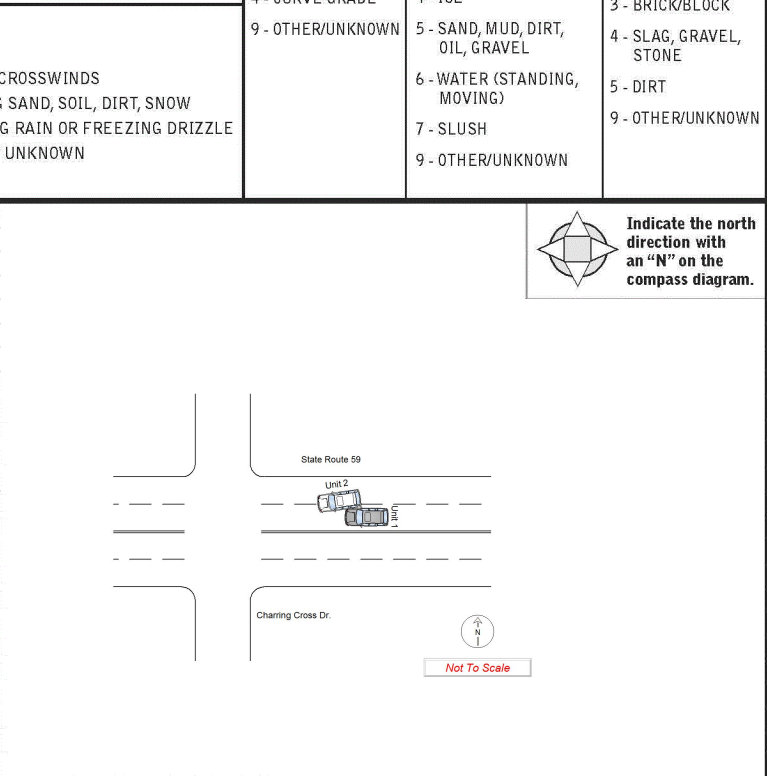 9 - OTHER/UNKNOWN
CROSSWINDS
SAND, SOIL, DIRT, SNOW
RAIN OR FREEZING DRIZZLE
UNKNOWN
5 - SAND, MUD, DIRT,
OIL, GRAVEL
6 - WATER (STANDING,
MOVING)
7 - SLUSH
9 - OTHER/UNKNOWN
3 - BRICK/BLOCK
4 - SLAG, GRAVEL,
STONE
5 - DIRT
9 - OTHER/UNKNOWN
Indicate the north
direction with
an “N” on the
compass diagram.
State Route 59
Unit 2
Unit 1
Charring Cross Dr.
N
Not To Scale